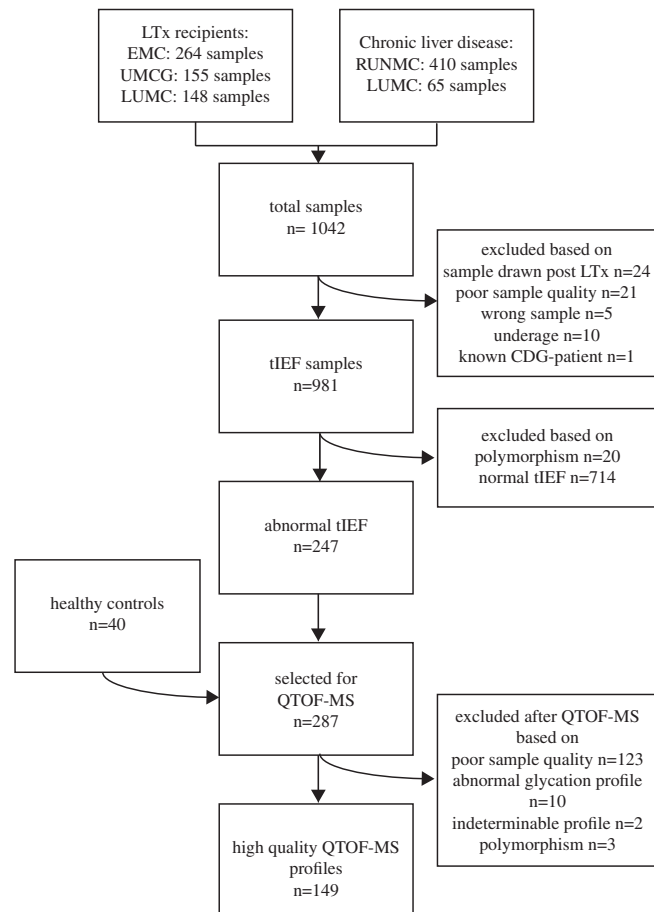 LTx recipients:
EMC: 264 samples
UMCG: 155 samples
LUMC: 148 samples
Chronic liver disease:
RUNMC: 410 samples
LUMC: 65 samples
total samples
n= 1042
excluded based on
sample drawn post LTx n=24
poor sample quality n=21
wrong sample n=5
underage n=10
known CDG-patient n=1
tIEF samples
n=981
excluded based on
polymorphism n=20
normal tIEF n=714
abnormal tIEF
n=247
healthy controls
n=40
selected for
QTOF-MS
n=287
excluded after QTOF-MS
based on
poor sample quality n=123
abnormal glycation profile
n=10
indeterminable profile n=2
polymorphism n=3
high quality QTOF-MS
profiles
n=149